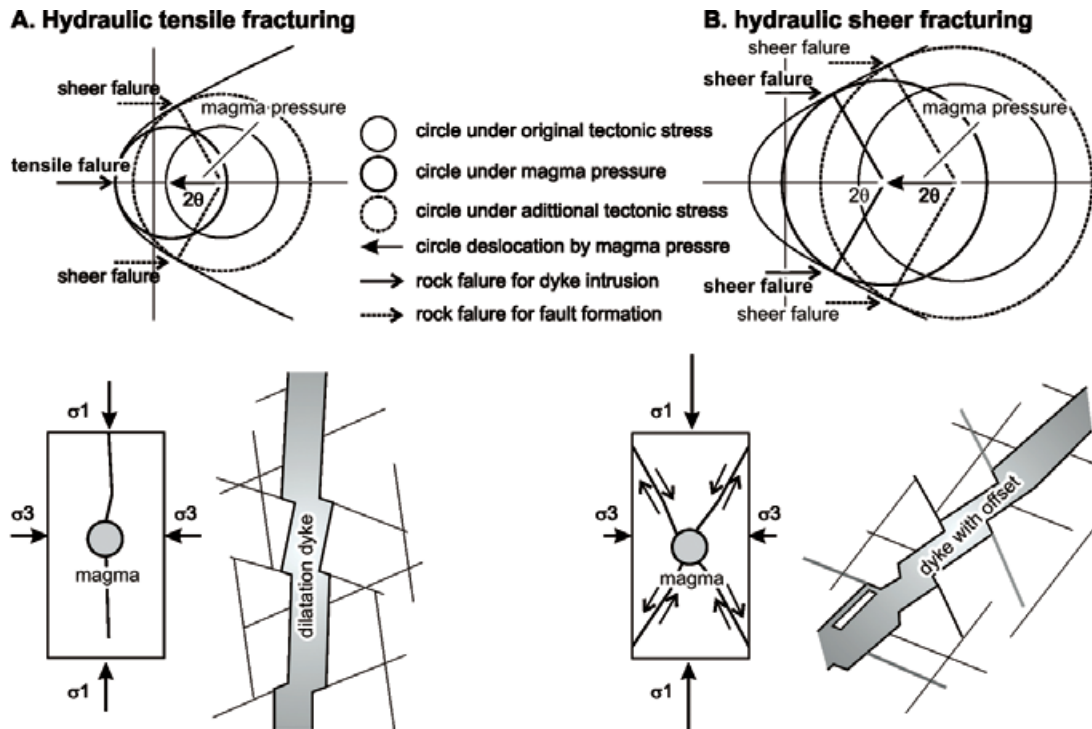 A. Hydraulic tensile fracturing
sheer falure
magma pressure
tensile falure
2θ
sheer falure
circle under original tectonic stress
circle under magma pressure
circle under adittional tectonic stress
circle deslocation by magma pressre
rock falure for dyke intrusion
rock falure for fault formation
B. hydraulic sheer fracturing
sheer falure
sheer falure
magma pressure
2θ
2θ
sheer falure
sheer falure
σ1
σ3
σ3
magma
σ1
dilatation dyke
σ1
σ3
σ3
magma
σ1
dyke with offset